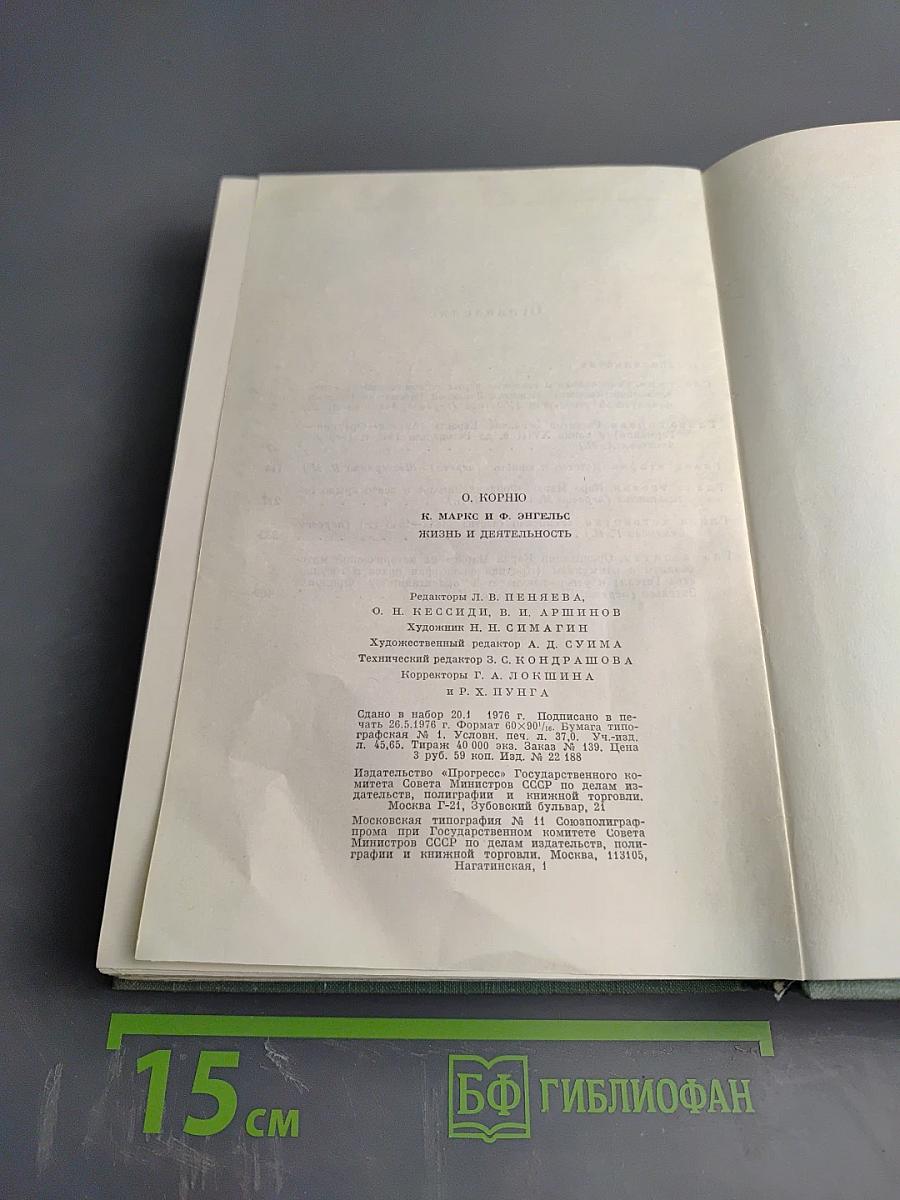 О. КОРНЮ
К. МАРКС И Ф. ЭНГЕЛЬС
ЖИЗНЬ И ДЕЯТЕЛЬНОСТЬ
Редакторы Л. В. ПЕНЯЕВА,
О. Н. КЕССИДИ, В. И. АРШИНОВ
Художник Н. Н. СИМАГИН
Художественный редактор А. Д. СУИМА
Технический редактор З. С. КОНДРАШОВА
Корректоры Г. А. ЛОКШИНА
и Р. Х. ПУНГА
Сдано в набор 20.1 1976 г. Подписано в пе-
чать 26.5.1976 г. Формат 60×90¹/₁₆. Бумага типо-
графская № 1. Условн. печ. л. 37,0. Уч.-изд.
л. 45,65. Тираж 40 000 экз. Заказ № 139. Цена
3 руб. 59 коп. Изд. № 22 188
Издательство «Прогресс» Государственного ко-
митета Совета Министров СССР по делам из-
дательств, полиграфии и книжной торговли.
Москва Г-21, Зубовский бульвар, 21
Московская типография № 11 Союзполиграф-
прома при Государственном комитете Совета
Министров СССР по делам издательств, поли-
графии и книжной торговли. Москва, 113105,
Нагатинская, 1
15 см
БФ ГИБЛИОФАН